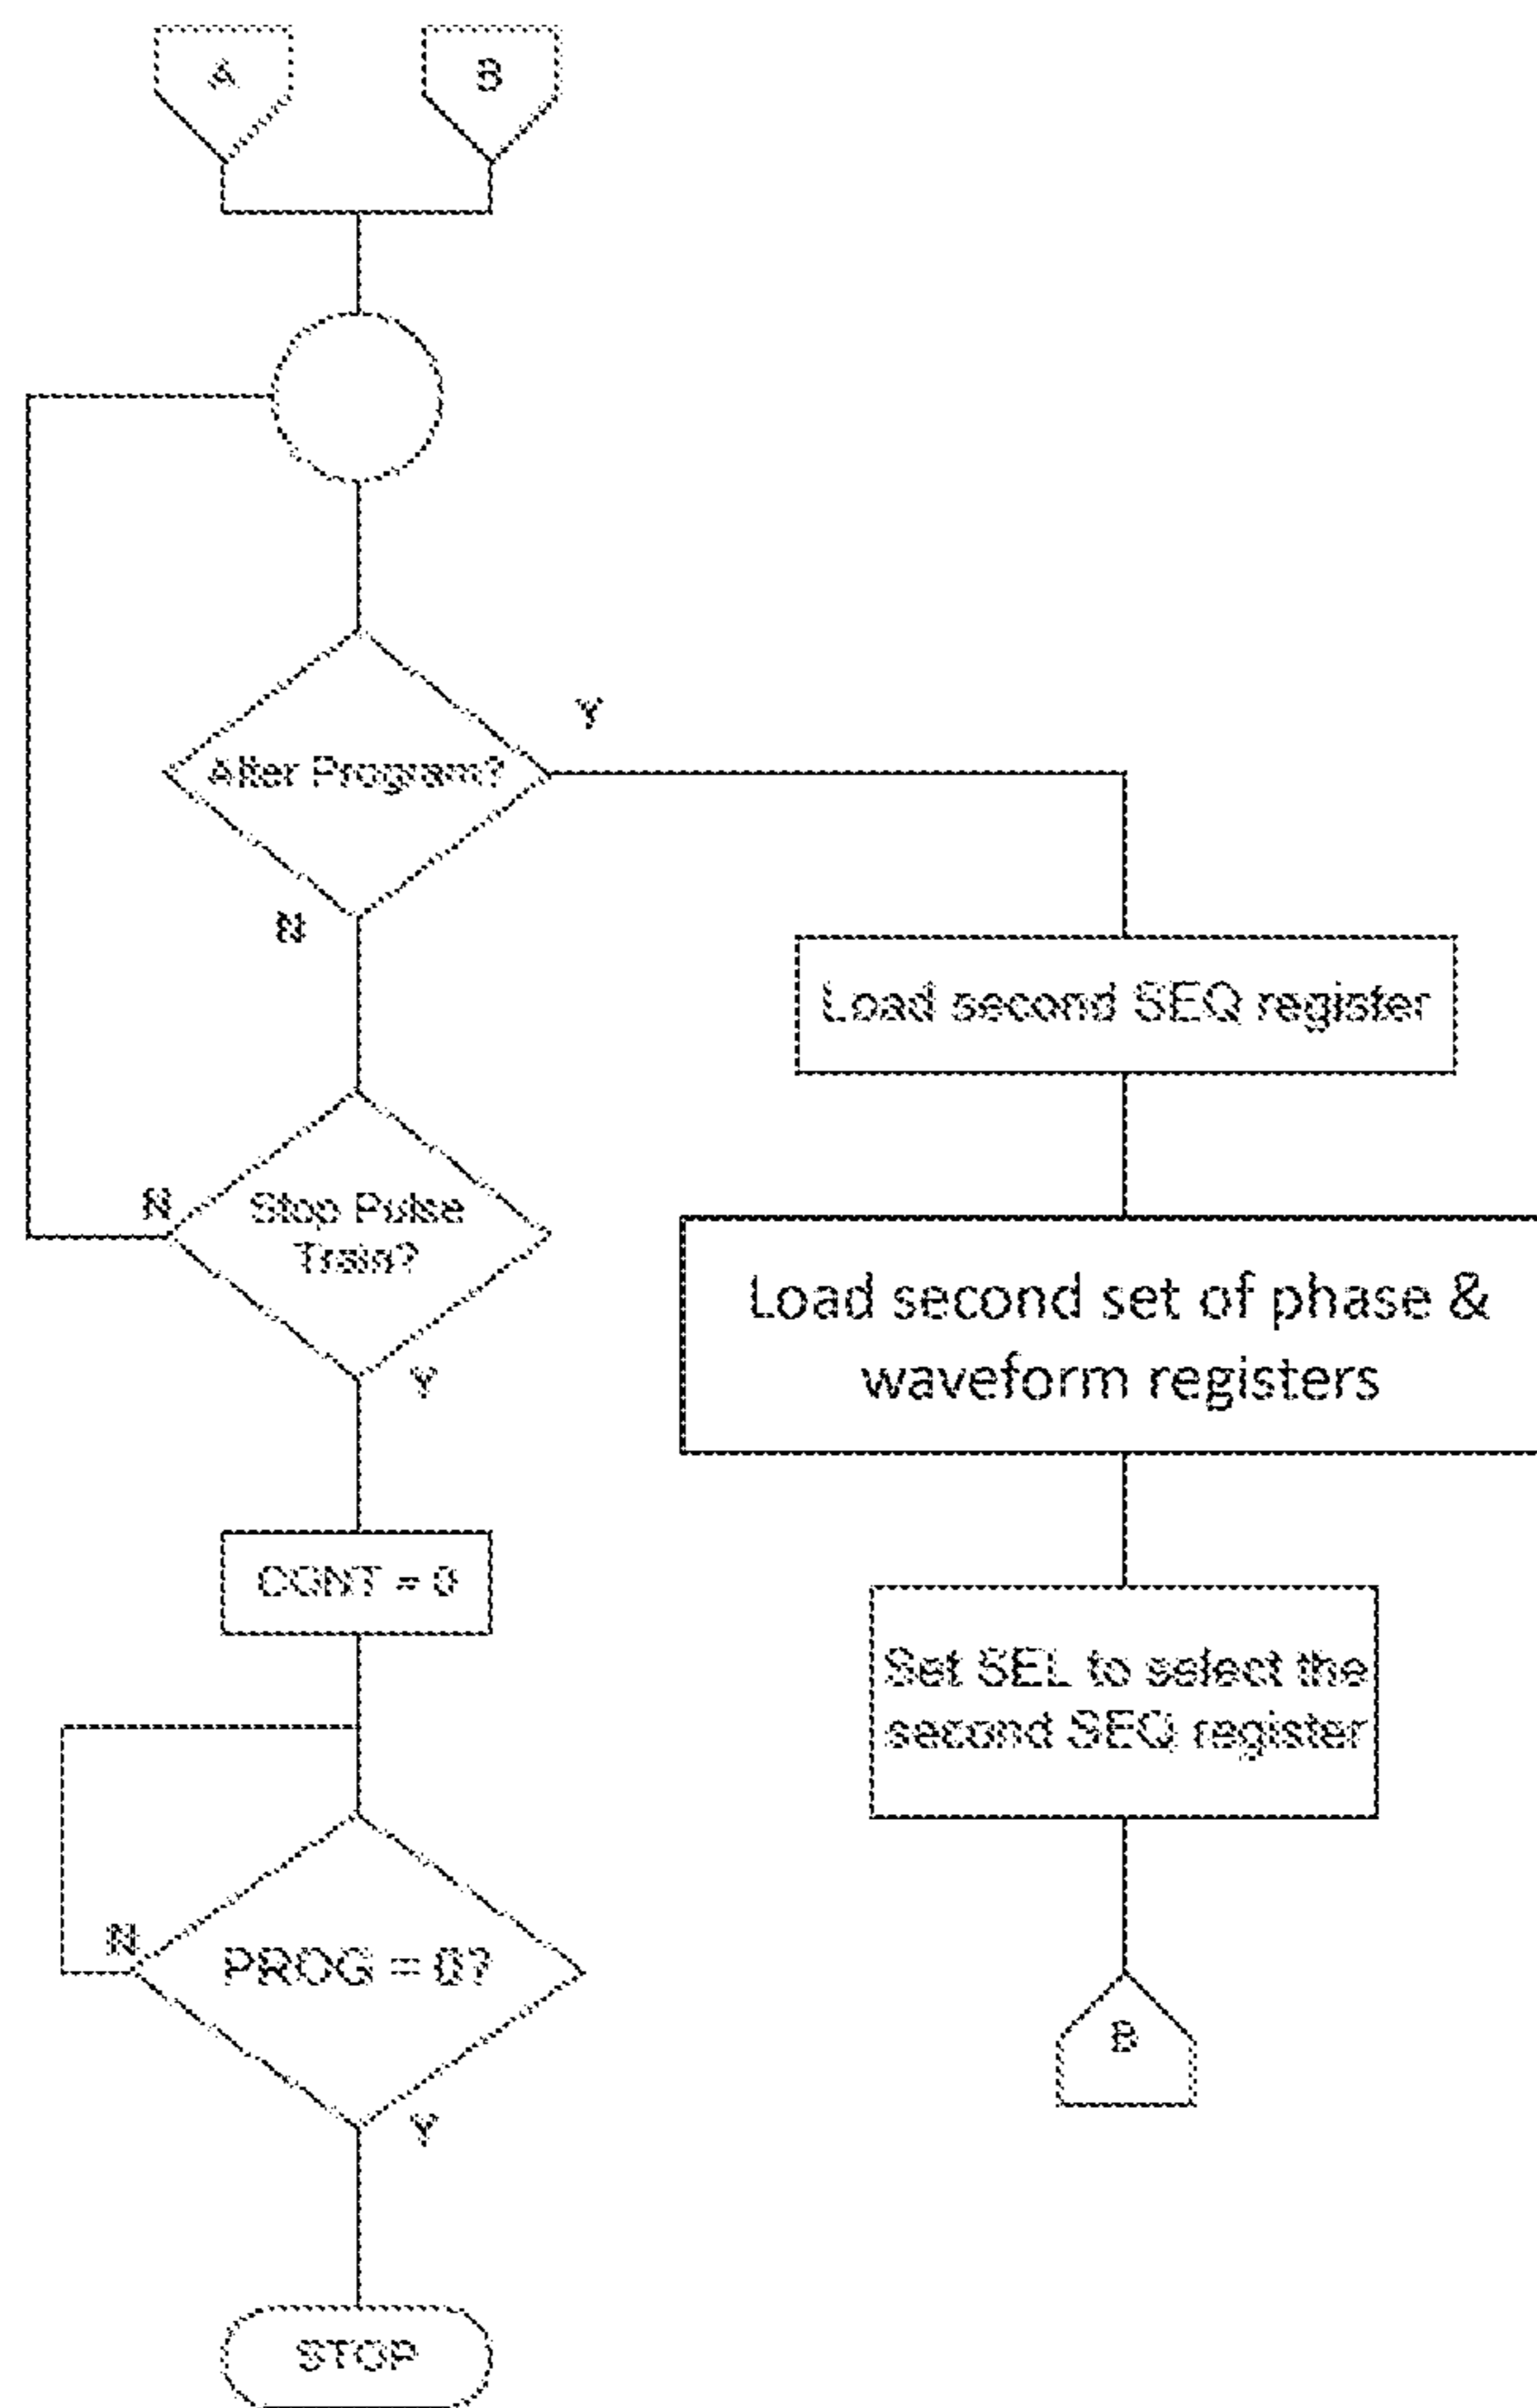 A
B
Alter Program?
Y
N
Load second SEQ register
N
Stop Pulse
Train?
Y
Load second set of phase &
waveform registers
CONT = 0
Set SEL to select the
second SEQ register
N
PROG = 0?
Y
B
STOP